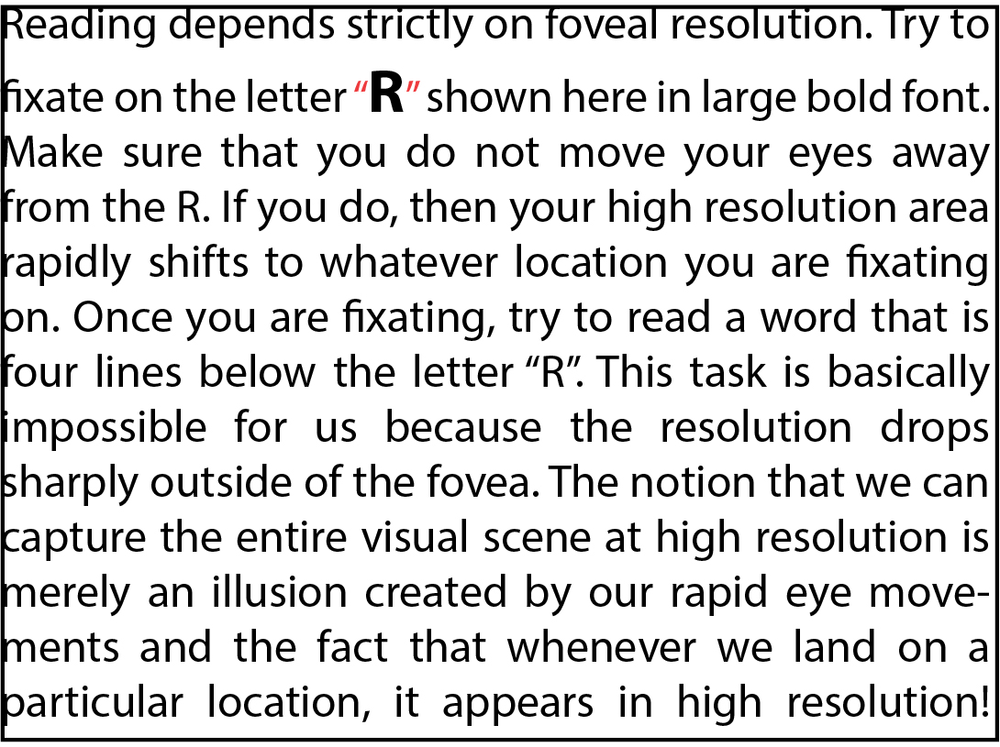 Reading depends strictly on foveal resolution. Try to
fixate on the letter “R” shown here in large bold font.
Make sure that you do not move your eyes away
from the R. If you do, then your high resolution area
rapidly shifts to whatever location you are fixating
on. Once you are fixating, try to read a word that is
four lines below the letter “R”. This task is basically
impossible for us because the resolution drops
sharply outside of the fovea. The notion that we can
capture the entire visual scene at high resolution is
merely an illusion created by our rapid eye move-
ments and the fact that whenever we land on a
particular location, it appears in high resolution!